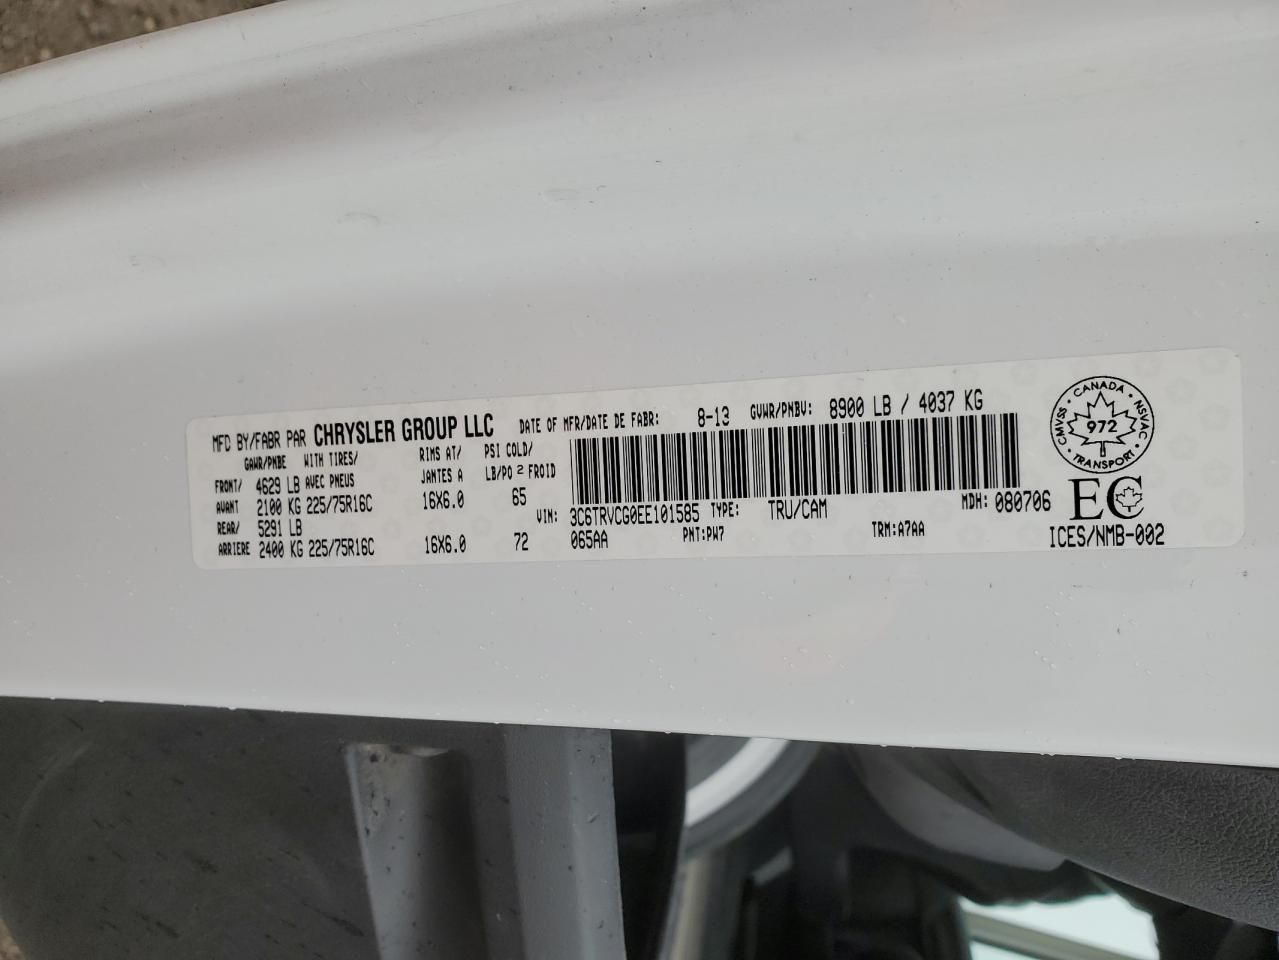 MFD BY/FABR PAR CHRYSLER GROUP LLC DATE OF MFR/DATE DE FABR: 8-13 GVWR/PNBV: 8900 LB / 4037 KG
GAWR/PNBE WITH TIRES/ RIMS AT/ PSI COLD/
FRONT/ 4629 LB AVEC PNEUS JANTES A LB/PO 2 FROID
AVANT 2100 KG 225/75R16C 16X6.0 65
REAR/ 5291 LB
ARRIERE 2400 KG 225/75R16C 16X6.0 72
VIN: 3C6TRVCG0EE101585 TYPE: TRU/CAM MDH: 080706
065AA PNT:PW7 TRM:A7AA
CANADA
CMVSS 972 NSVAC
TRANSPORT
EC
ICES/NMB-002